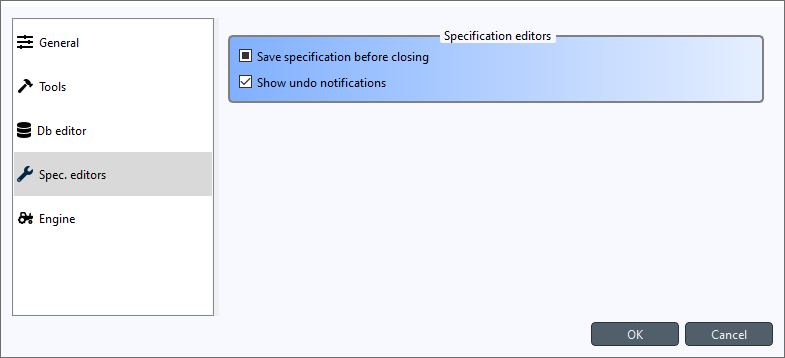 General
Tools
Db editor
Spec. editors
Engine
Specification editors
Save specification before closing
Show undo notifications
OK
Cancel